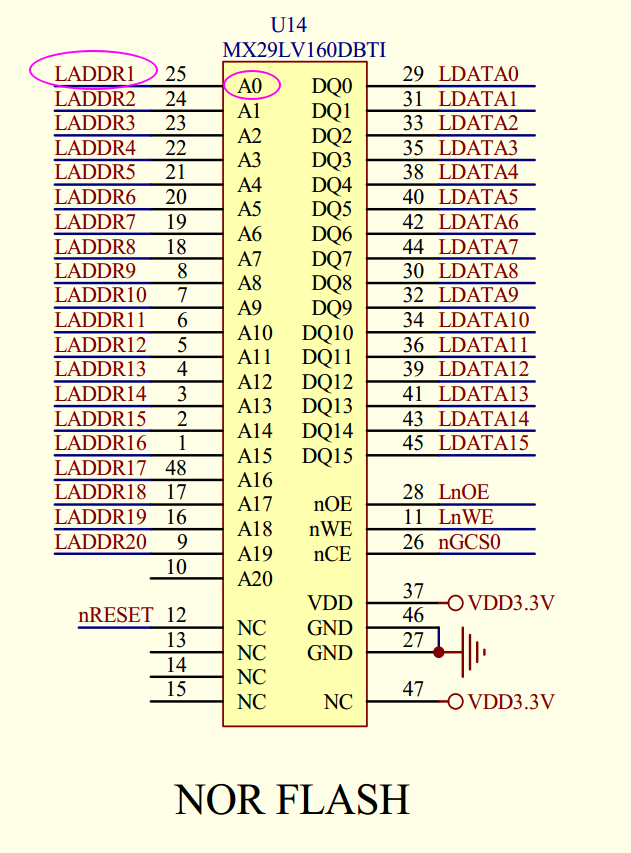 U14
MX29LV160DBTI
LADDR1 25 A0 DQ0 29 LDATA0
LADDR2 24 A1 DQ1 31 LDATA1
LADDR3 23 A2 DQ2 33 LDATA2
LADDR4 22 A3 DQ3 35 LDATA3
LADDR5 21 A4 DQ4 38 LDATA4
LADDR6 20 A5 DQ5 40 LDATA5
LADDR7 19 A6 DQ6 42 LDATA6
LADDR8 18 A7 DQ7 44 LDATA7
LADDR9 8 A8 DQ8 30 LDATA8
LADDR10 7 A9 DQ9 32 LDATA9
LADDR11 6 A10 DQ10 34 LDATA10
LADDR12 5 A11 DQ11 36 LDATA11
LADDR13 4 A12 DQ12 39 LDATA12
LADDR14 3 A13 DQ13 41 LDATA13
LADDR15 2 A14 DQ14 43 LDATA14
LADDR16 1 A15 DQ15 45 LDATA15
LADDR17 48 A16
LADDR18 17 A17 nOE 28 LnOE
LADDR19 16 A18 nWE 11 LnWE
LADDR20 9 A19 nCE 26 nGCS0
10 A20
VDD 37 VDD3.3V
nRESET 12 NC GND 46
13 NC GND 27
14 NC
15 NC NC 47 VDD3.3V
NOR FLASH